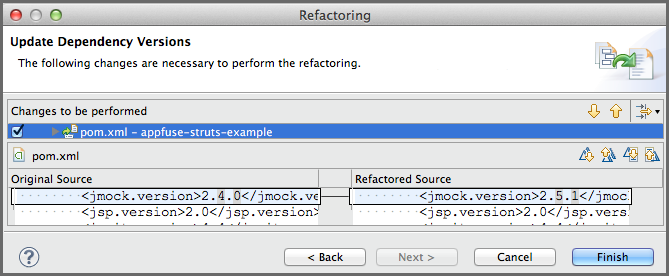 Refactoring
Update Dependency Versions
The following changes are necessary to perform the refactoring.
Changes to be performed
pom.xml – appfuse-struts-example
pom.xml
Original Source
Refactored Source
<jmock.version>2.4.0</jmock.ve
<jmock.version>2.5.1</jmoc
<jsp.version>2.0</jsp.version>
<jsp.version>2.0</jsp.vers
?
< Back
Next >
Cancel
Finish